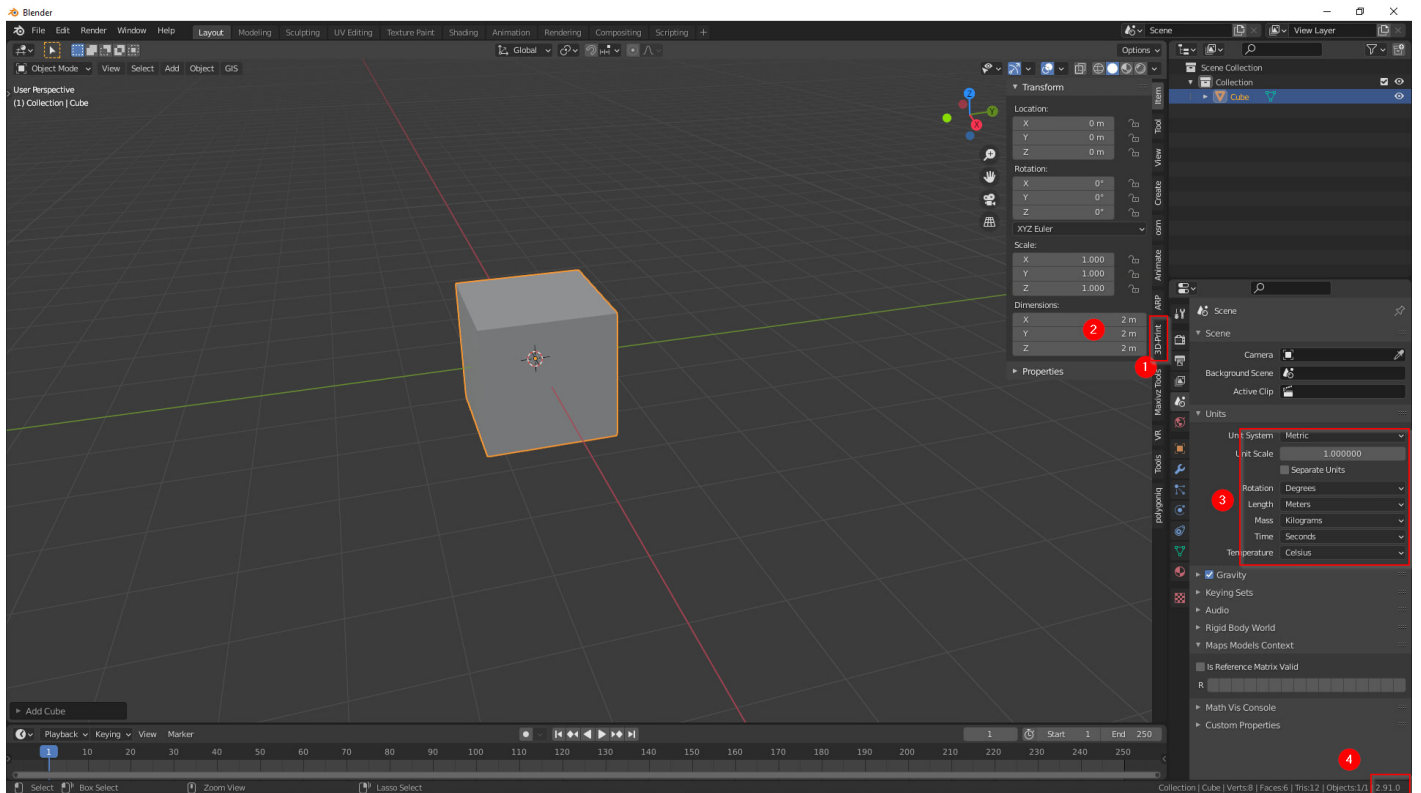 Blender
File Edit Render Window Help Layout Modeling Sculpting UV Editing Texture Paint Shading Animation Rendering Compositing Scripting + Scene View Layer
Global Options
Object Mode View Select Add Object GIS
User Perspective
(1) Collection | Cube
Transform
Location:
X 0 m
Y 0 m
Z 0 m
Rotation:
X 0°
Y 0°
Z 0°
XYZ Euler
Scale:
X 1.000
Y 1.000
Z 1.000
Dimensions:
X 2 m
Y 2 m
Z 2 m
Properties
Z
Y
X
Item
Tool
View
Create
osm
Animate
ARP
3D-Print
Maxivz Tools
VR
Tools
polygoniq
1
2
3
4
Scene Collection
Collection
Cube
Scene
Scene
Camera
Background Scene
Active Clip
Units
Unit System Metric
Unit Scale 1.000000
Separate Units
Rotation Degrees
Length Meters
Mass Kilograms
Time Seconds
Temperature Celsius
Gravity
Keying Sets
Audio
Rigid Body World
Maps Models Context
Is Reference Matrix Valid
R
Math Vis Console
Custom Properties
Add Cube
Playback Keying View Marker 1 Start 1 End 250
1 10 20 30 40 50 60 70 80 90 100 110 120 130 140 150 160 170 180 190 200 210 220 230 240 250
Select Box Select Zoom View Lasso Select Collection | Cube | Verts:8 | Faces:6 | Tris:12 | Objects:1/1 2.91.0